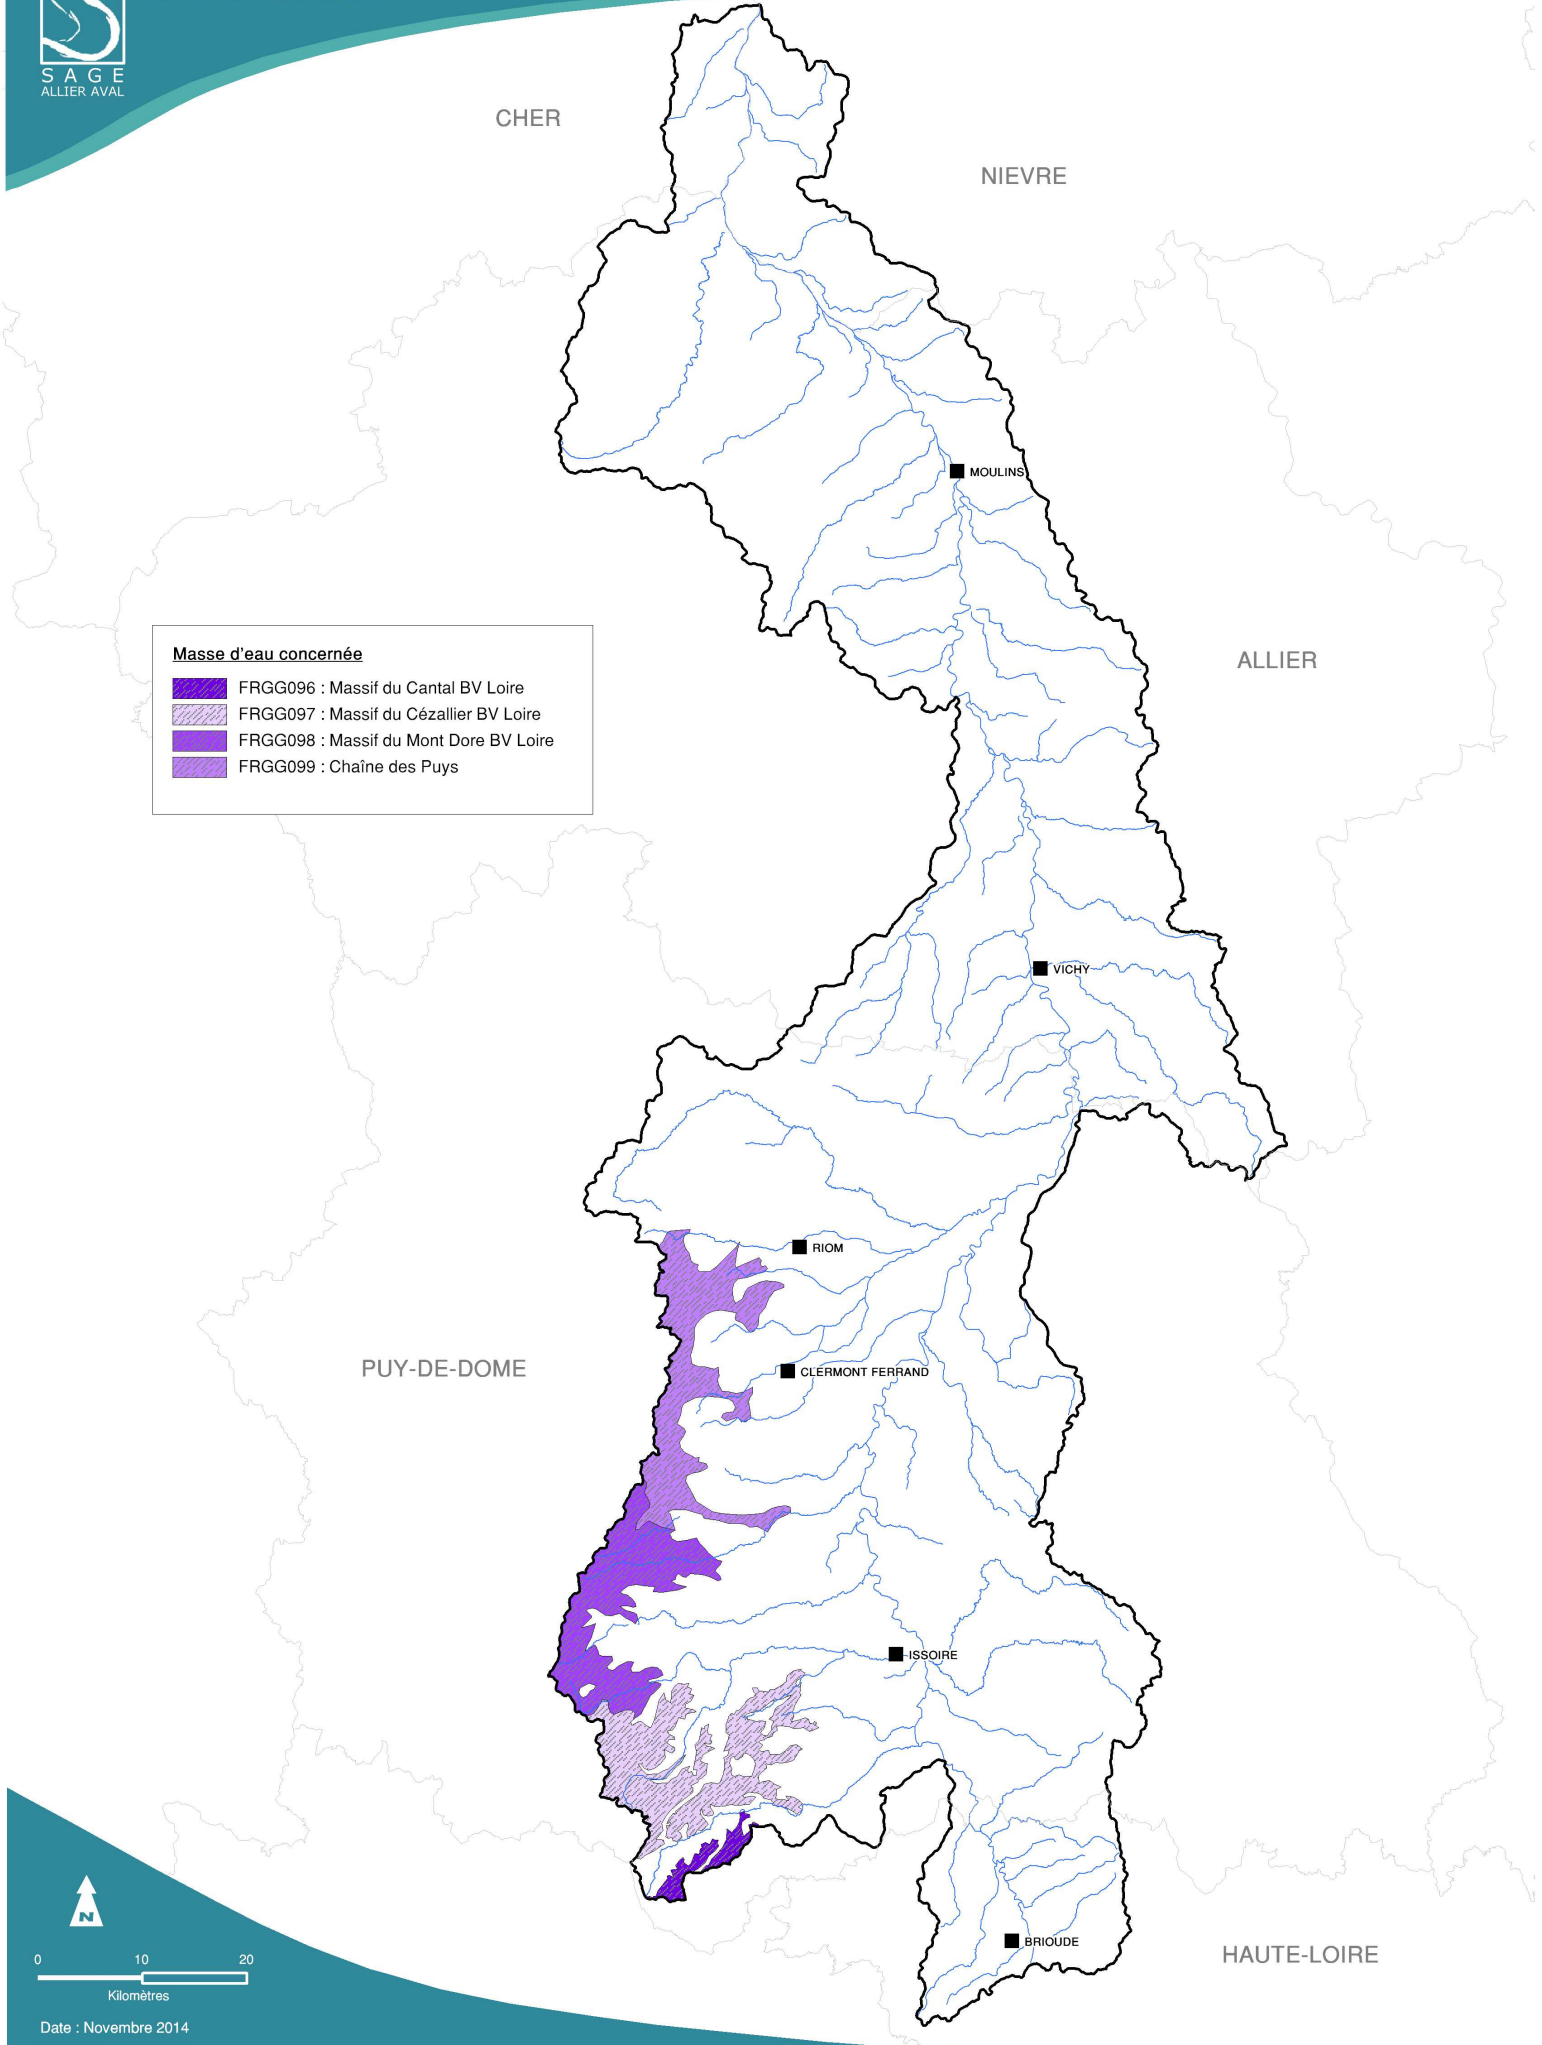 SAGE
ALLIER AVAL
CHER
NIEVRE
MOULINS
ALLIER
Masse d'eau concernée
FRGG096 : Massif du Cantal BV Loire
FRGG097 : Massif du Cézallier BV Loire
FRGG098 : Massif du Mont Dore BV Loire
FRGG099 : Chaîne des Puys
VICHY
RIOM
PUY-DE-DOME
CLERMONT FERRAND
ISSOIRE
BRIOUDE
HAUTE-LOIRE
N
0 10 20
Kilomètres
Date : Novembre 2014